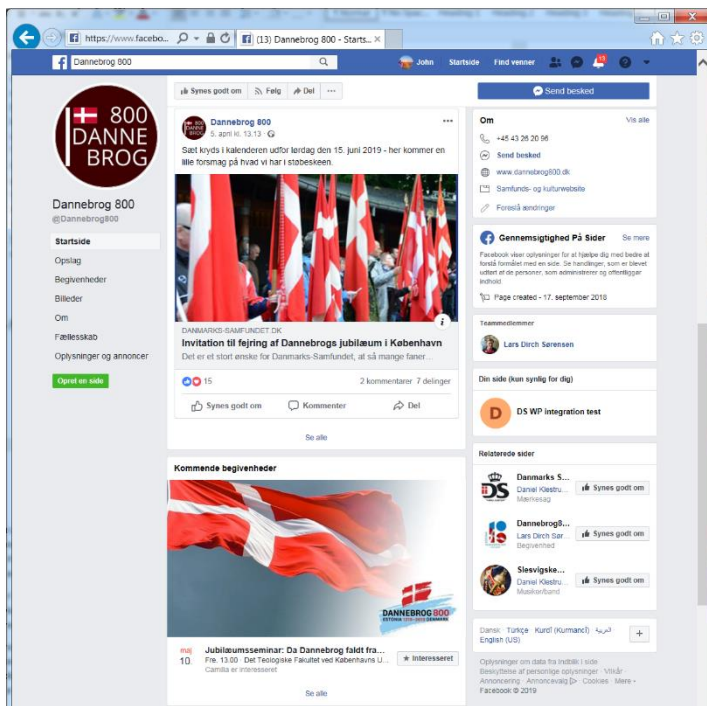 https://www.facebo...
(13) Dannebrog 800 - Starts...
Dannebrog 800
John
Startside
Find venner
800
DANNE
BROG
Dannebrog 800
@Dannebrog800
Startside
Opslag
Begivenheder
Billeder
Om
Fællesskab
Oplysninger og annoncer
Opret en side
Synes godt om
Følg
Del
Dannebrog 800
5. april kl. 13.13
Sæt kryds i kalenderen udfor lørdag den 15. juni 2019 - her kommer en
lille forsmag på hvad vi har i støbeskeen.
DANMARKS-SAMFUNDET.DK
Invitation til fejring af Dannebrogs jubilæum i København
Det er et stort ønske for Danmarks-Samfundet, at så mange faner…
15
2 kommentarer 7 delinger
Synes godt om
Kommenter
Del
Se alle
Kommende begivenheder
DANNEBROG 800
ESTONIA 1219-2019 DENMARK
maj
10.
Jubilæumsseminar: Da Dannebrog faldt fra…
Fre. 13.00 · Det Teologiske Fakultet ved Københavns U…
Camilla er interesseret
Interesseret
Se alle
Send besked
Om
Vis alle
+45 43 26 20 96
Send besked
www.dannebrog800.dk
Samfunds- og kulturwebsite
Foreslå ændringer
Gennemsigtighed På Sider
Se mere
Facebook viser oplysninger for at hjælpe dig med bedre at
forstå formålet med en side. Se handlinger, som er blevet
udført af de personer, som administrerer og offentliggør
indhold
Page created - 17. september 2018
Teammedlemmer
Lars Dirch Sørensen
Din side (kun synlig for dig)
D
DS WP integration test
Relaterede sider
DS
Danmarks S...
Daniel Klestru...
Mærkesag
Synes godt om
Dannebrog8...
Lars Dirch Sør...
Begivenhed
Synes godt om
Slesvigske...
Daniel Klestru...
Musiker/band
Synes godt om
Dansk · Türkçe · Kurdî (Kurmancî) · العربية
English (US)
Oplysninger om data fra Indblik i side
Beskyttelse af personlige oplysninger · Vilkår ·
Annoncering · Annoncevalg · Cookies · Mere
Facebook © 2019